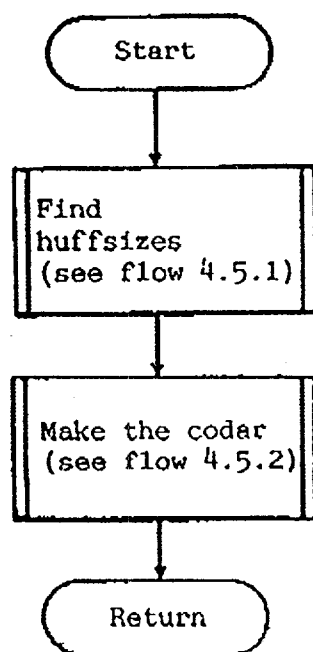 Start
Find
huffsizes
(see flow 4.5.1)
Make the codar
(see flow 4.5.2)
Return